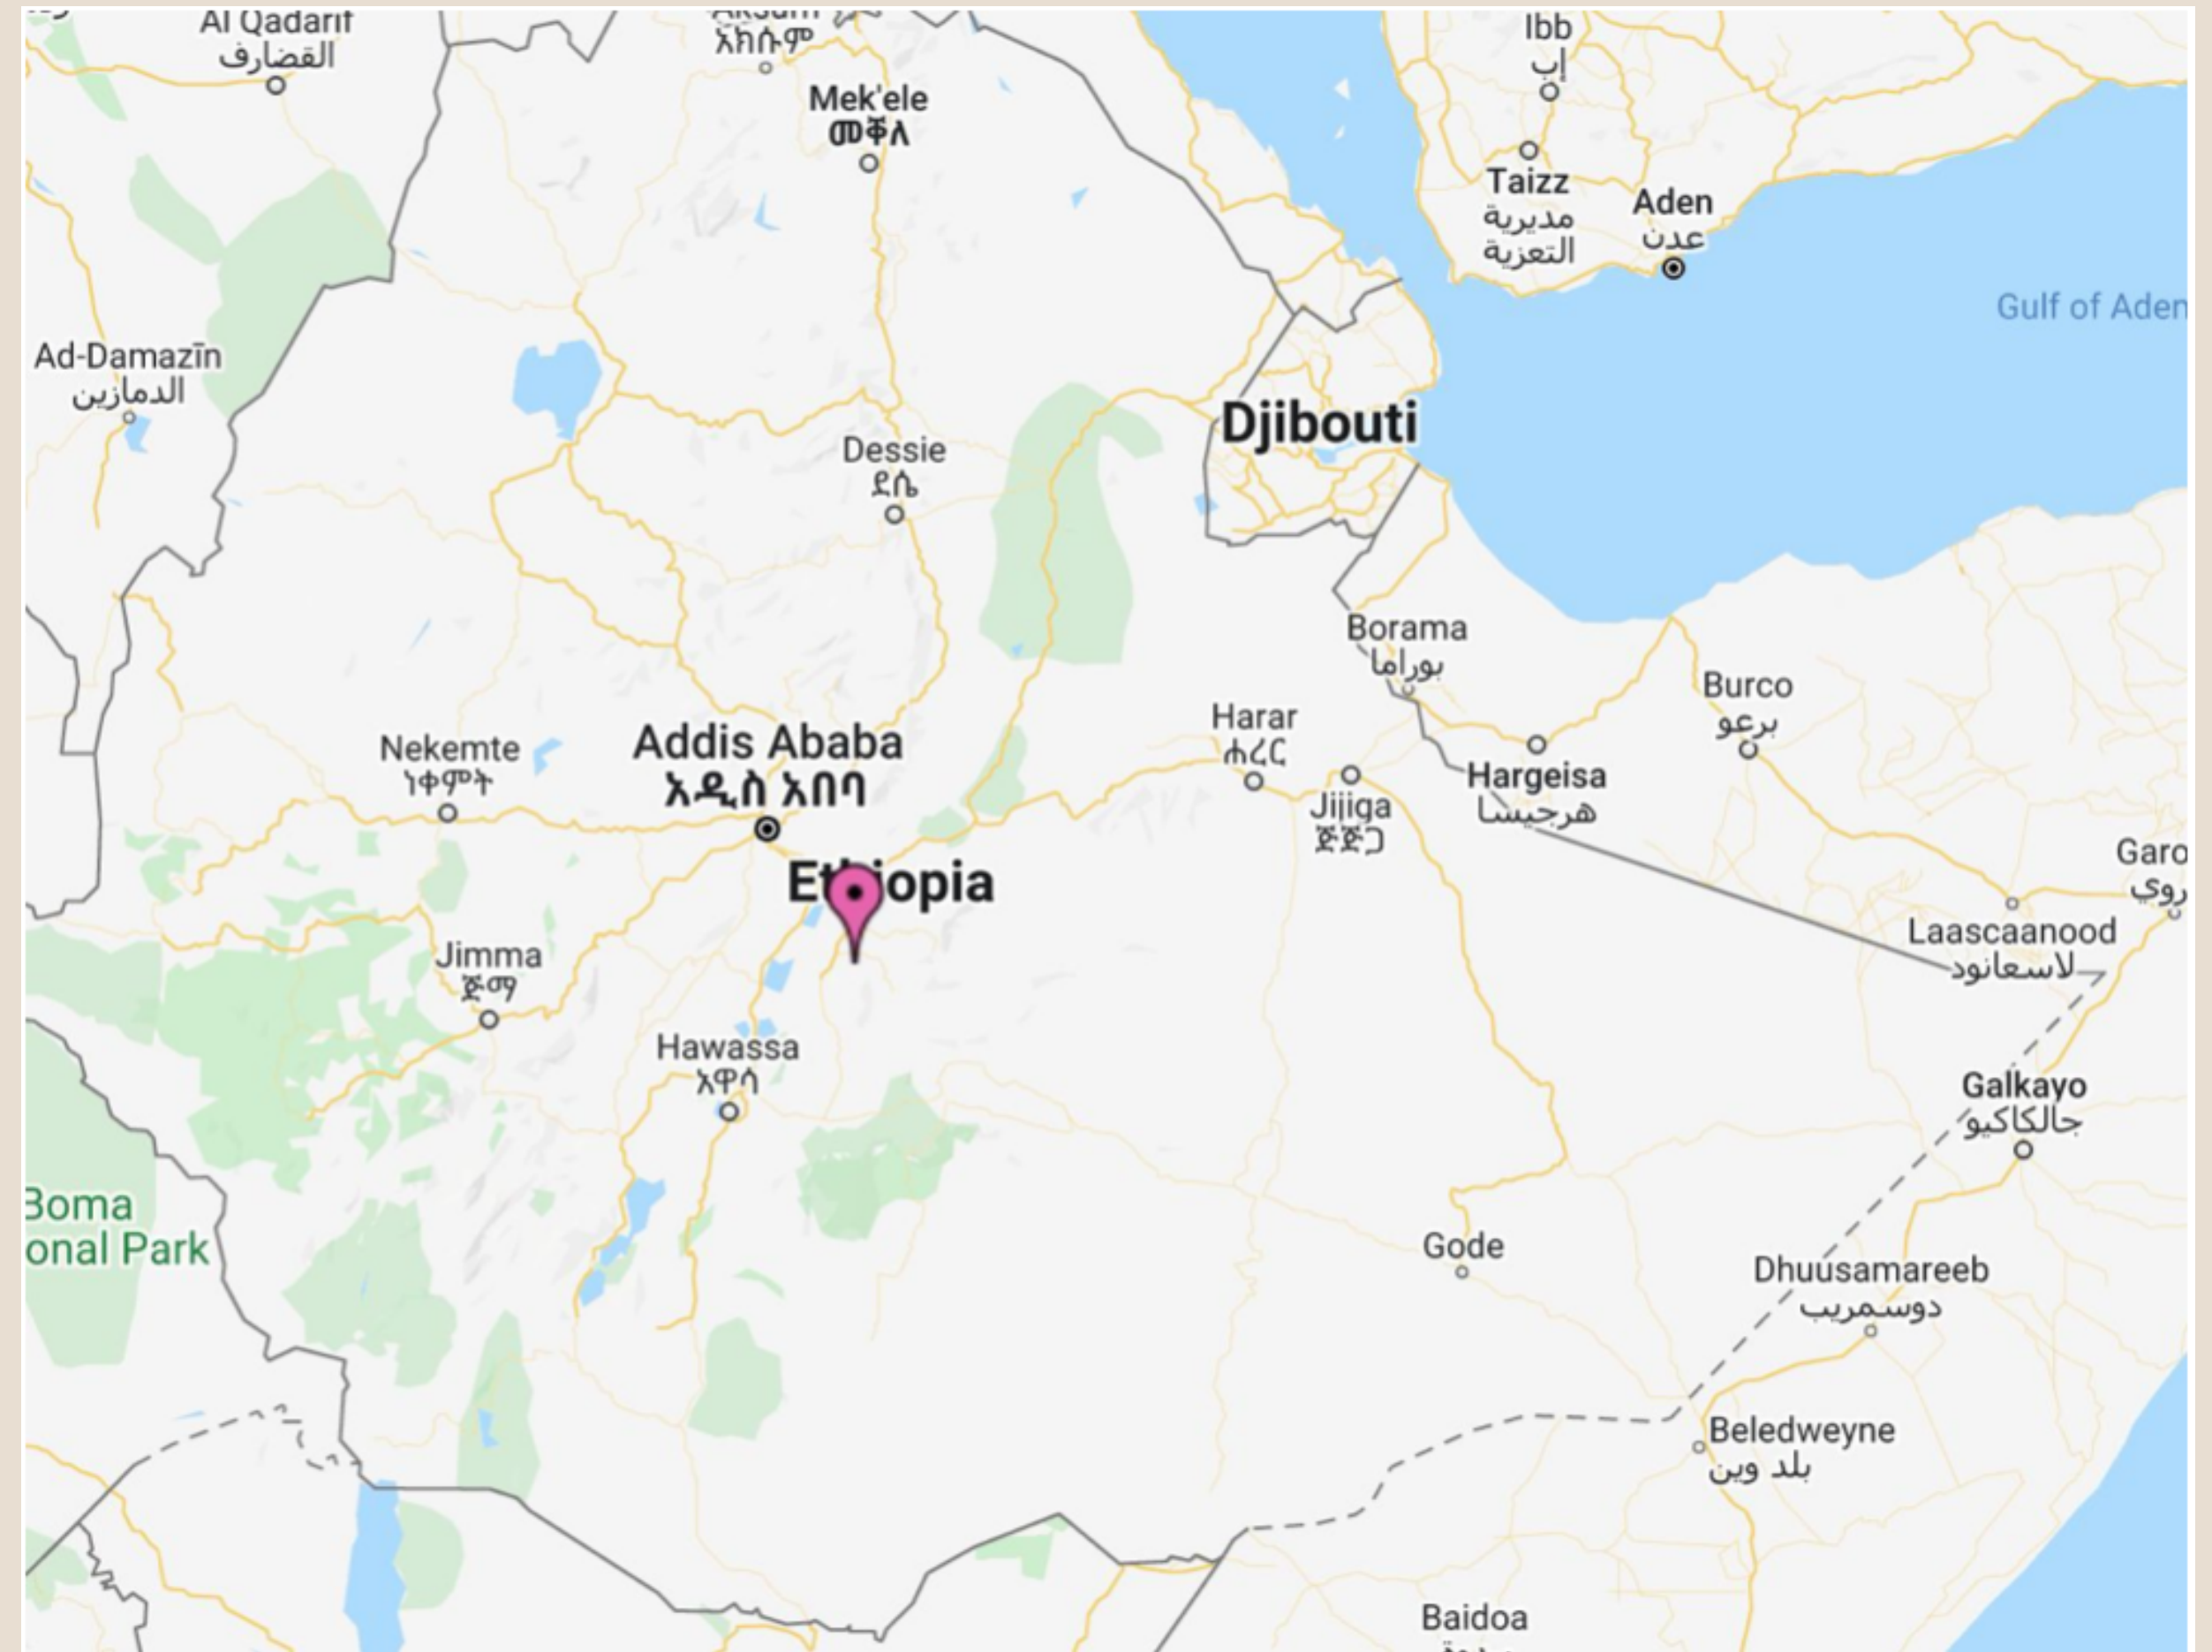 Al Qadarif
القضارف
አክሱም
Mek'ele
መቐለ
Ibb
إب
Taizz
مديرية
التعزية
Aden
عدن
Gulf of Aden
Ad-Damazīn
الدمازين
Dessie
ደሴ
Djibouti
Borama
بوراما
Burco
برعو
Harar
ሐረር
Nekemte
ነቀምት
Addis Ababa
አዲስ አበባ
Hargeisa
هرجيسا
Jijiga
ጅጅጋ
Ethiopia
Garo
روي
Laascaanood
لاسعانود
Jimma
ጅማ
Hawassa
አዋሳ
Galkayo
جالكاكيو
Boma
onal Park
Gode
Dhuusamareeb
دوسمريب
Beledweyne
بلد وين
Baidoa